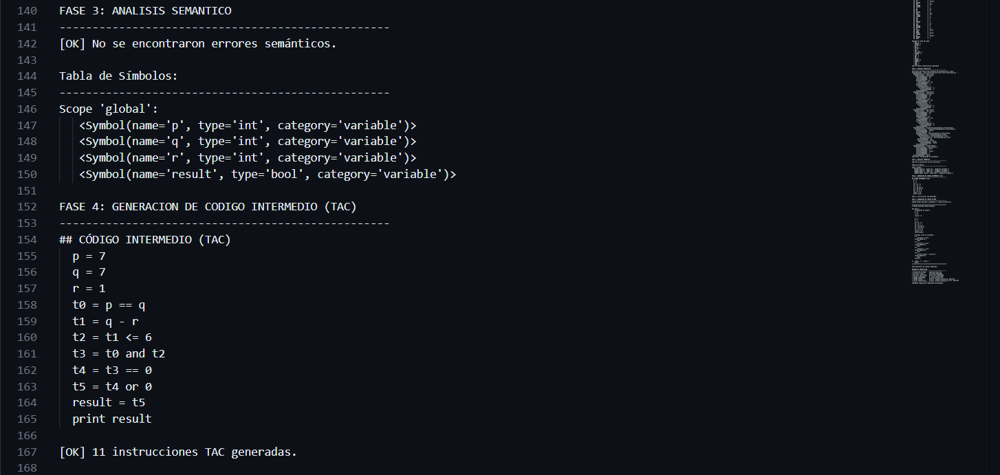 140 FASE 3: ANALISIS SEMANTICO
141 --------------------------------------------------
142 [OK] No se encontraron errores semánticos.
143
144 Tabla de Símbolos:
145 --------------------------------------------------
146 Scope 'global':
147 <Symbol(name='p', type='int', category='variable')>
148 <Symbol(name='q', type='int', category='variable')>
149 <Symbol(name='r', type='int', category='variable')>
150 <Symbol(name='result', type='bool', category='variable')>
151
152 FASE 4: GENERACION DE CODIGO INTERMEDIO (TAC)
153 --------------------------------------------------
154 ## CÓDIGO INTERMEDIO (TAC)
155 p = 7
156 q = 7
157 r = 1
158 t0 = p == q
159 t1 = q - r
160 t2 = t1 <= 6
161 t3 = t0 and t2
162 t4 = t3 == 0
163 t5 = t4 or 0
164 result = t5
165 print result
166
167 [OK] 11 instrucciones TAC generadas.
168